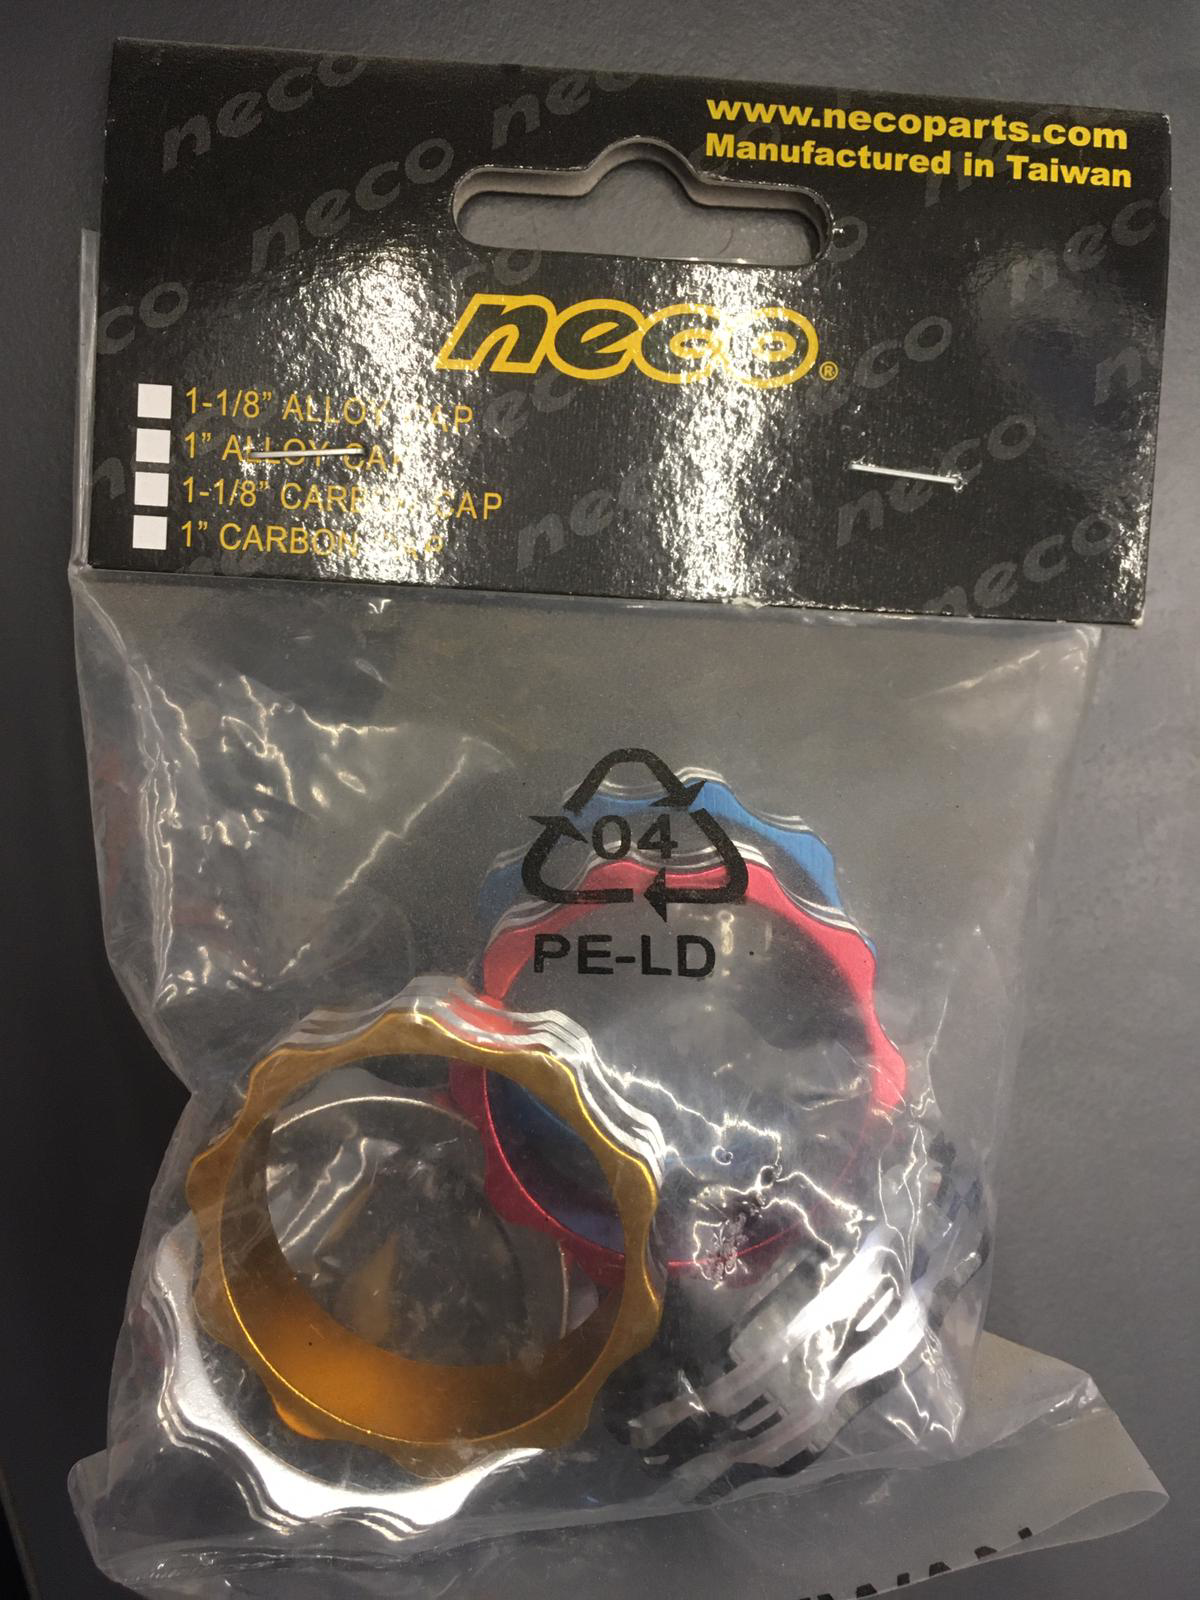 www.necoparts.com
Manufactured in Taiwan
neco®
1-1/8" ALLOY CAP
1" ALLOY CAP
1-1/8" CARBON CAP
1" CARBON CAP
04
PE-LD